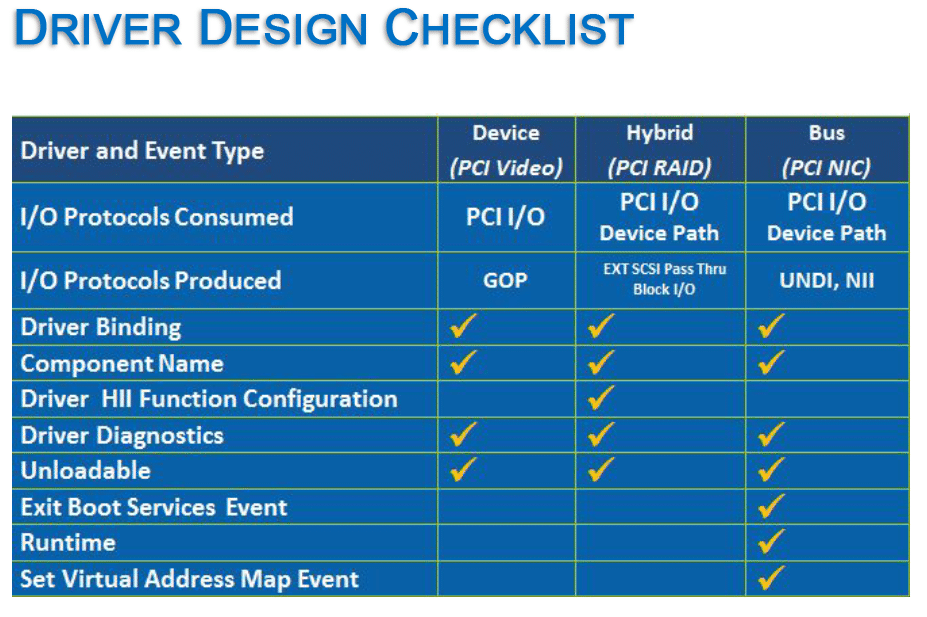 DRIVER DESIGN CHECKLIST
Driver and Event Type
Device
(PCI Video)
Hybrid
(PCI RAID)
Bus
(PCI NIC)
I/O Protocols Consumed
PCI I/O
PCI I/O
Device Path
PCI I/O
Device Path
I/O Protocols Produced
GOP
EXT SCSI Pass Thru
Block I/O
UNDI, NII
Driver Binding
✓ ✓ ✓
Component Name
✓ ✓ ✓
Driver HII Function Configuration
✓
Driver Diagnostics
✓ ✓ ✓
Unloadable
✓ ✓ ✓
Exit Boot Services Event
✓
Runtime
✓
Set Virtual Address Map Event
✓